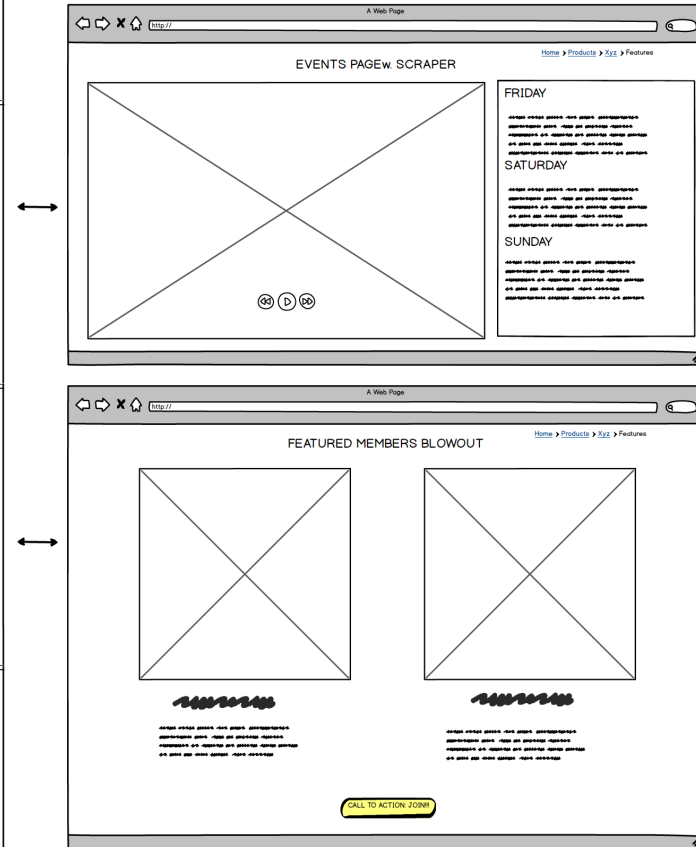 A Web Page
http://
Home > Products > Xyz > Features
EVENTS PAGEw. SCRAPER
FRIDAY
SATURDAY
SUNDAY
A Web Page
http://
Home > Products > Xyz > Features
FEATURED MEMBERS BLOWOUT
CALL TO ACTION: JOIN!!!